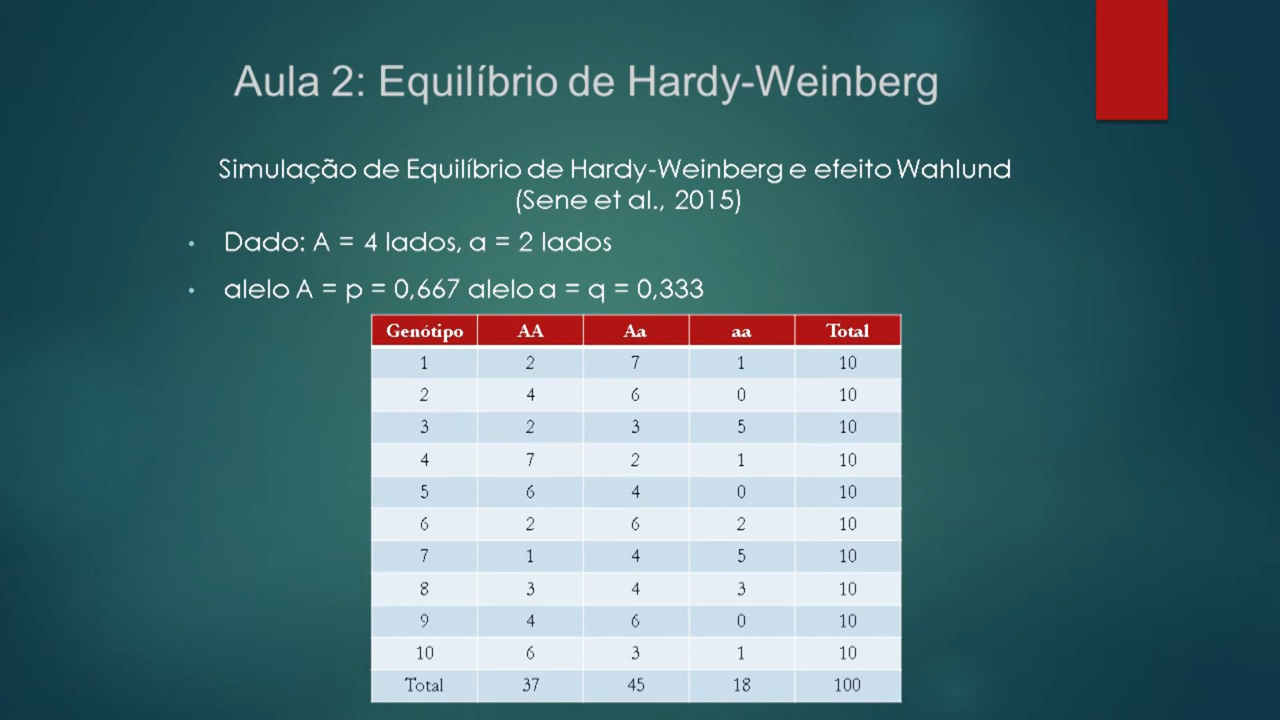 Aula 2: Equilíbrio de Hardy-Weinberg
Simulação de Equilíbrio de Hardy-Weinberg e efeito Wahlund
(Sene et al., 2015)
• Dado: A = 4 lados, a = 2 lados
• alelo A = p = 0,667 alelo a = q = 0,333
Genótipo AA Aa aa Total
1 2 7 1 10
2 4 6 0 10
3 2 3 5 10
4 7 2 1 10
5 6 4 0 10
6 2 6 2 10
7 1 4 5 10
8 3 4 3 10
9 4 6 0 10
10 6 3 1 10
Total 37 45 18 100